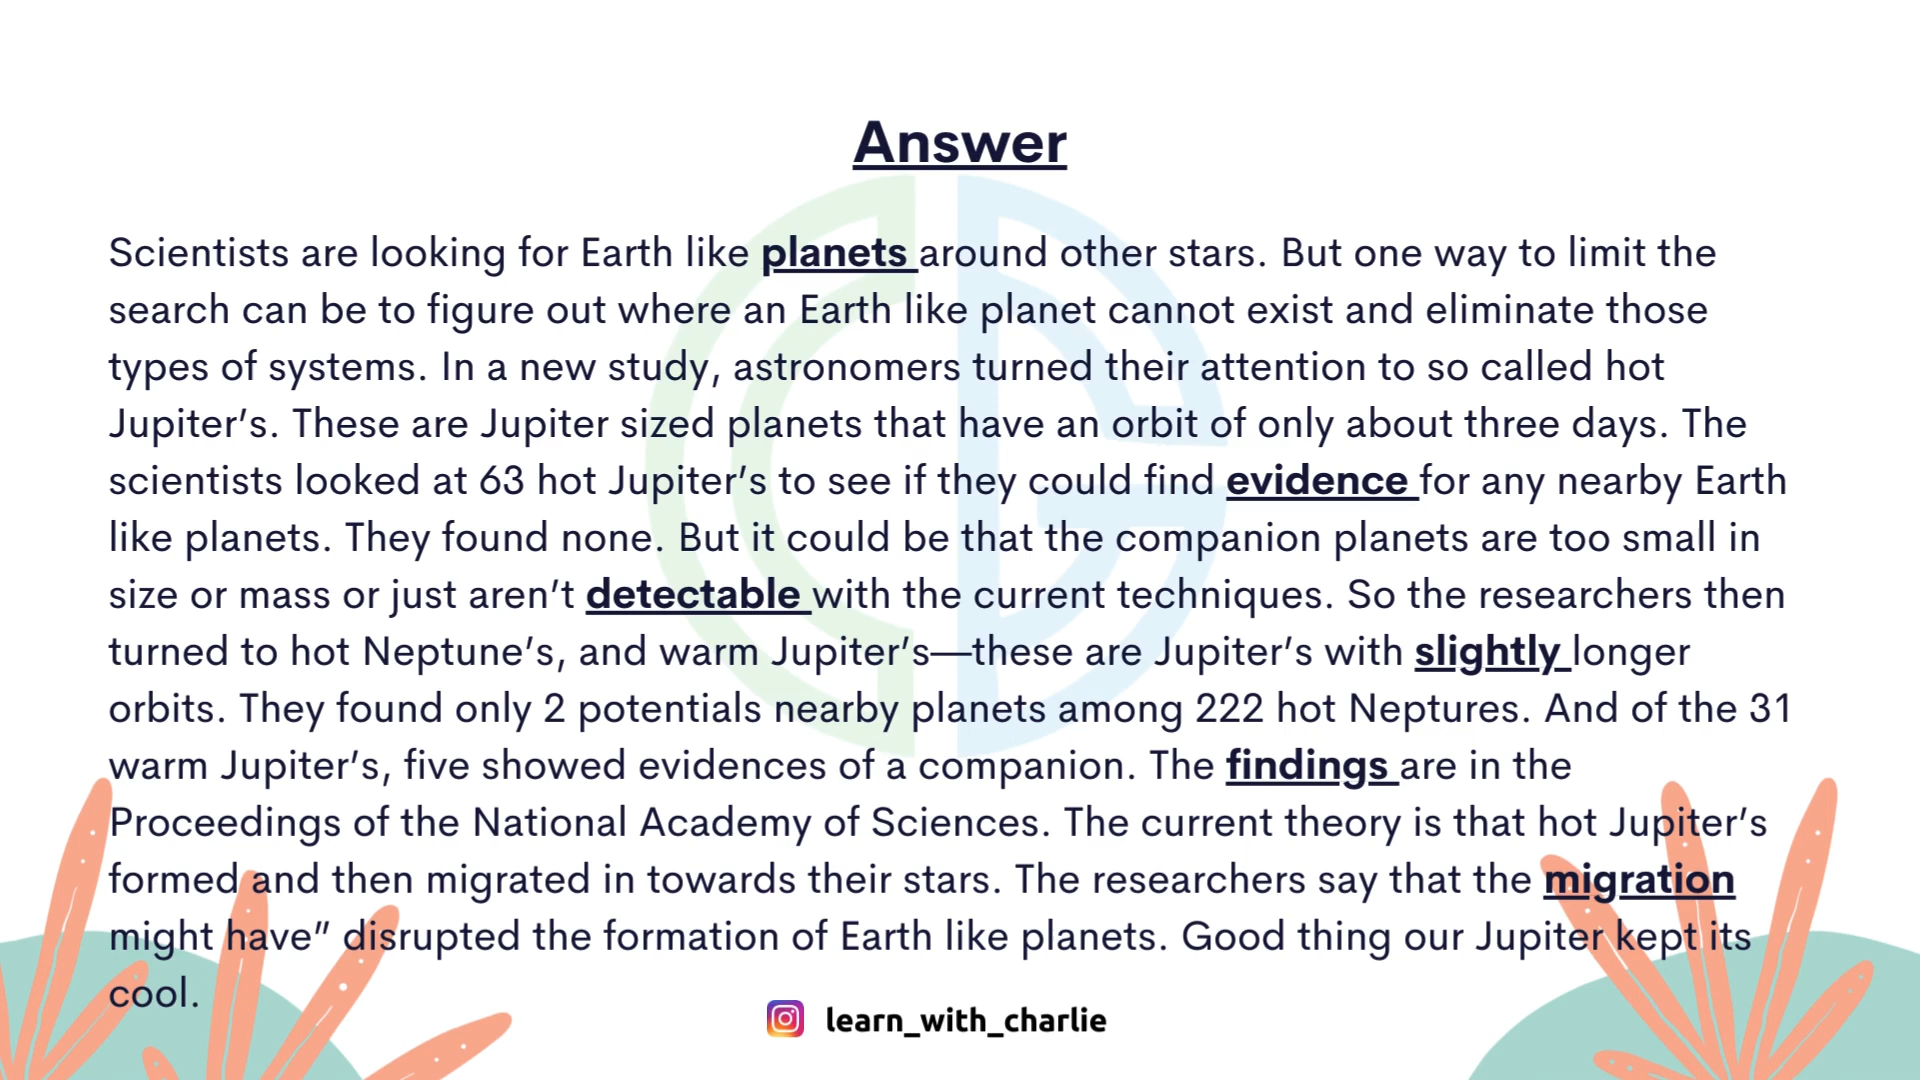 Answer
Scientists are looking for Earth like planets around other stars. But one way to limit the
search can be to figure out where an Earth like planet cannot exist and eliminate those
types of systems. In a new study, astronomers turned their attention to so called hot
Jupiter’s. These are Jupiter sized planets that have an orbit of only about three days. The
scientists looked at 63 hot Jupiter’s to see if they could find evidence for any nearby Earth
like planets. They found none. But it could be that the companion planets are too small in
size or mass or just aren’t detectable with the current techniques. So the researchers then
turned to hot Neptune’s, and warm Jupiter’s—these are Jupiter’s with slightly longer
orbits. They found only 2 potentials nearby planets among 222 hot Neptures. And of the 31
warm Jupiter’s, five showed evidences of a companion. The findings are in the
Proceedings of the National Academy of Sciences. The current theory is that hot Jupiter’s
formed and then migrated in towards their stars. The researchers say that the migration
might have” disrupted the formation of Earth like planets. Good thing our Jupiter kept its
cool.
learn_with_charlie